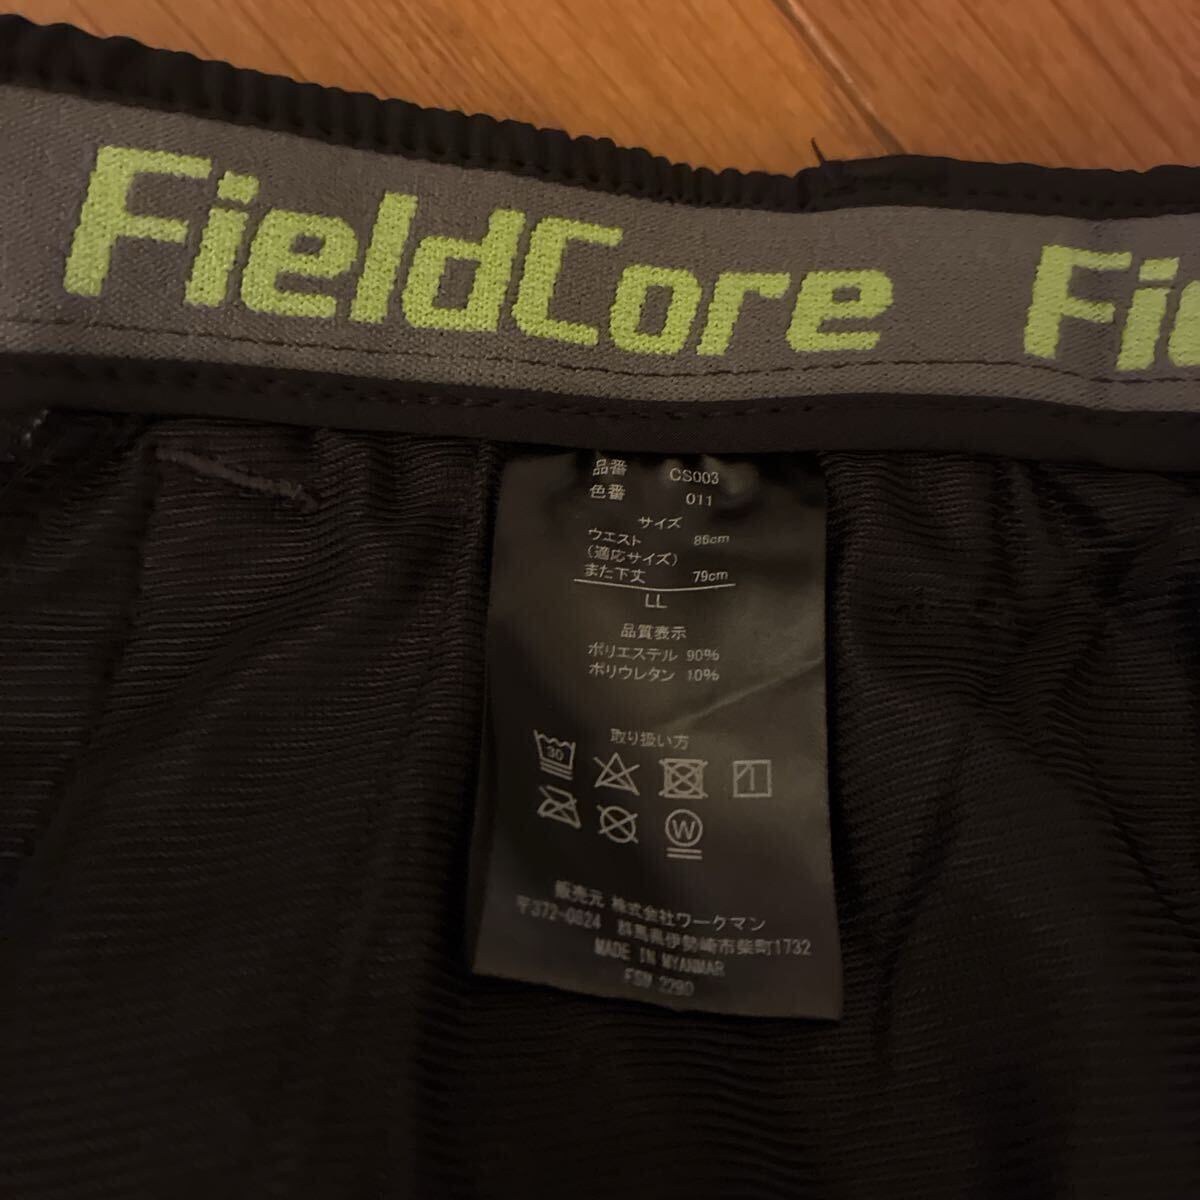 FieldCore Fie
品番 CS003
色番 011
サイズ
ウエスト 86cm
(適応サイズ)
また下丈 79cm
LL
品質表示
ポリエステル 90%
ポリウレタン 10%
取り扱い方
30
W
販売元 株式会社ワークマン
〒372-0824 群馬県伊勢崎市柴町1732
MADE IN MYANMAR